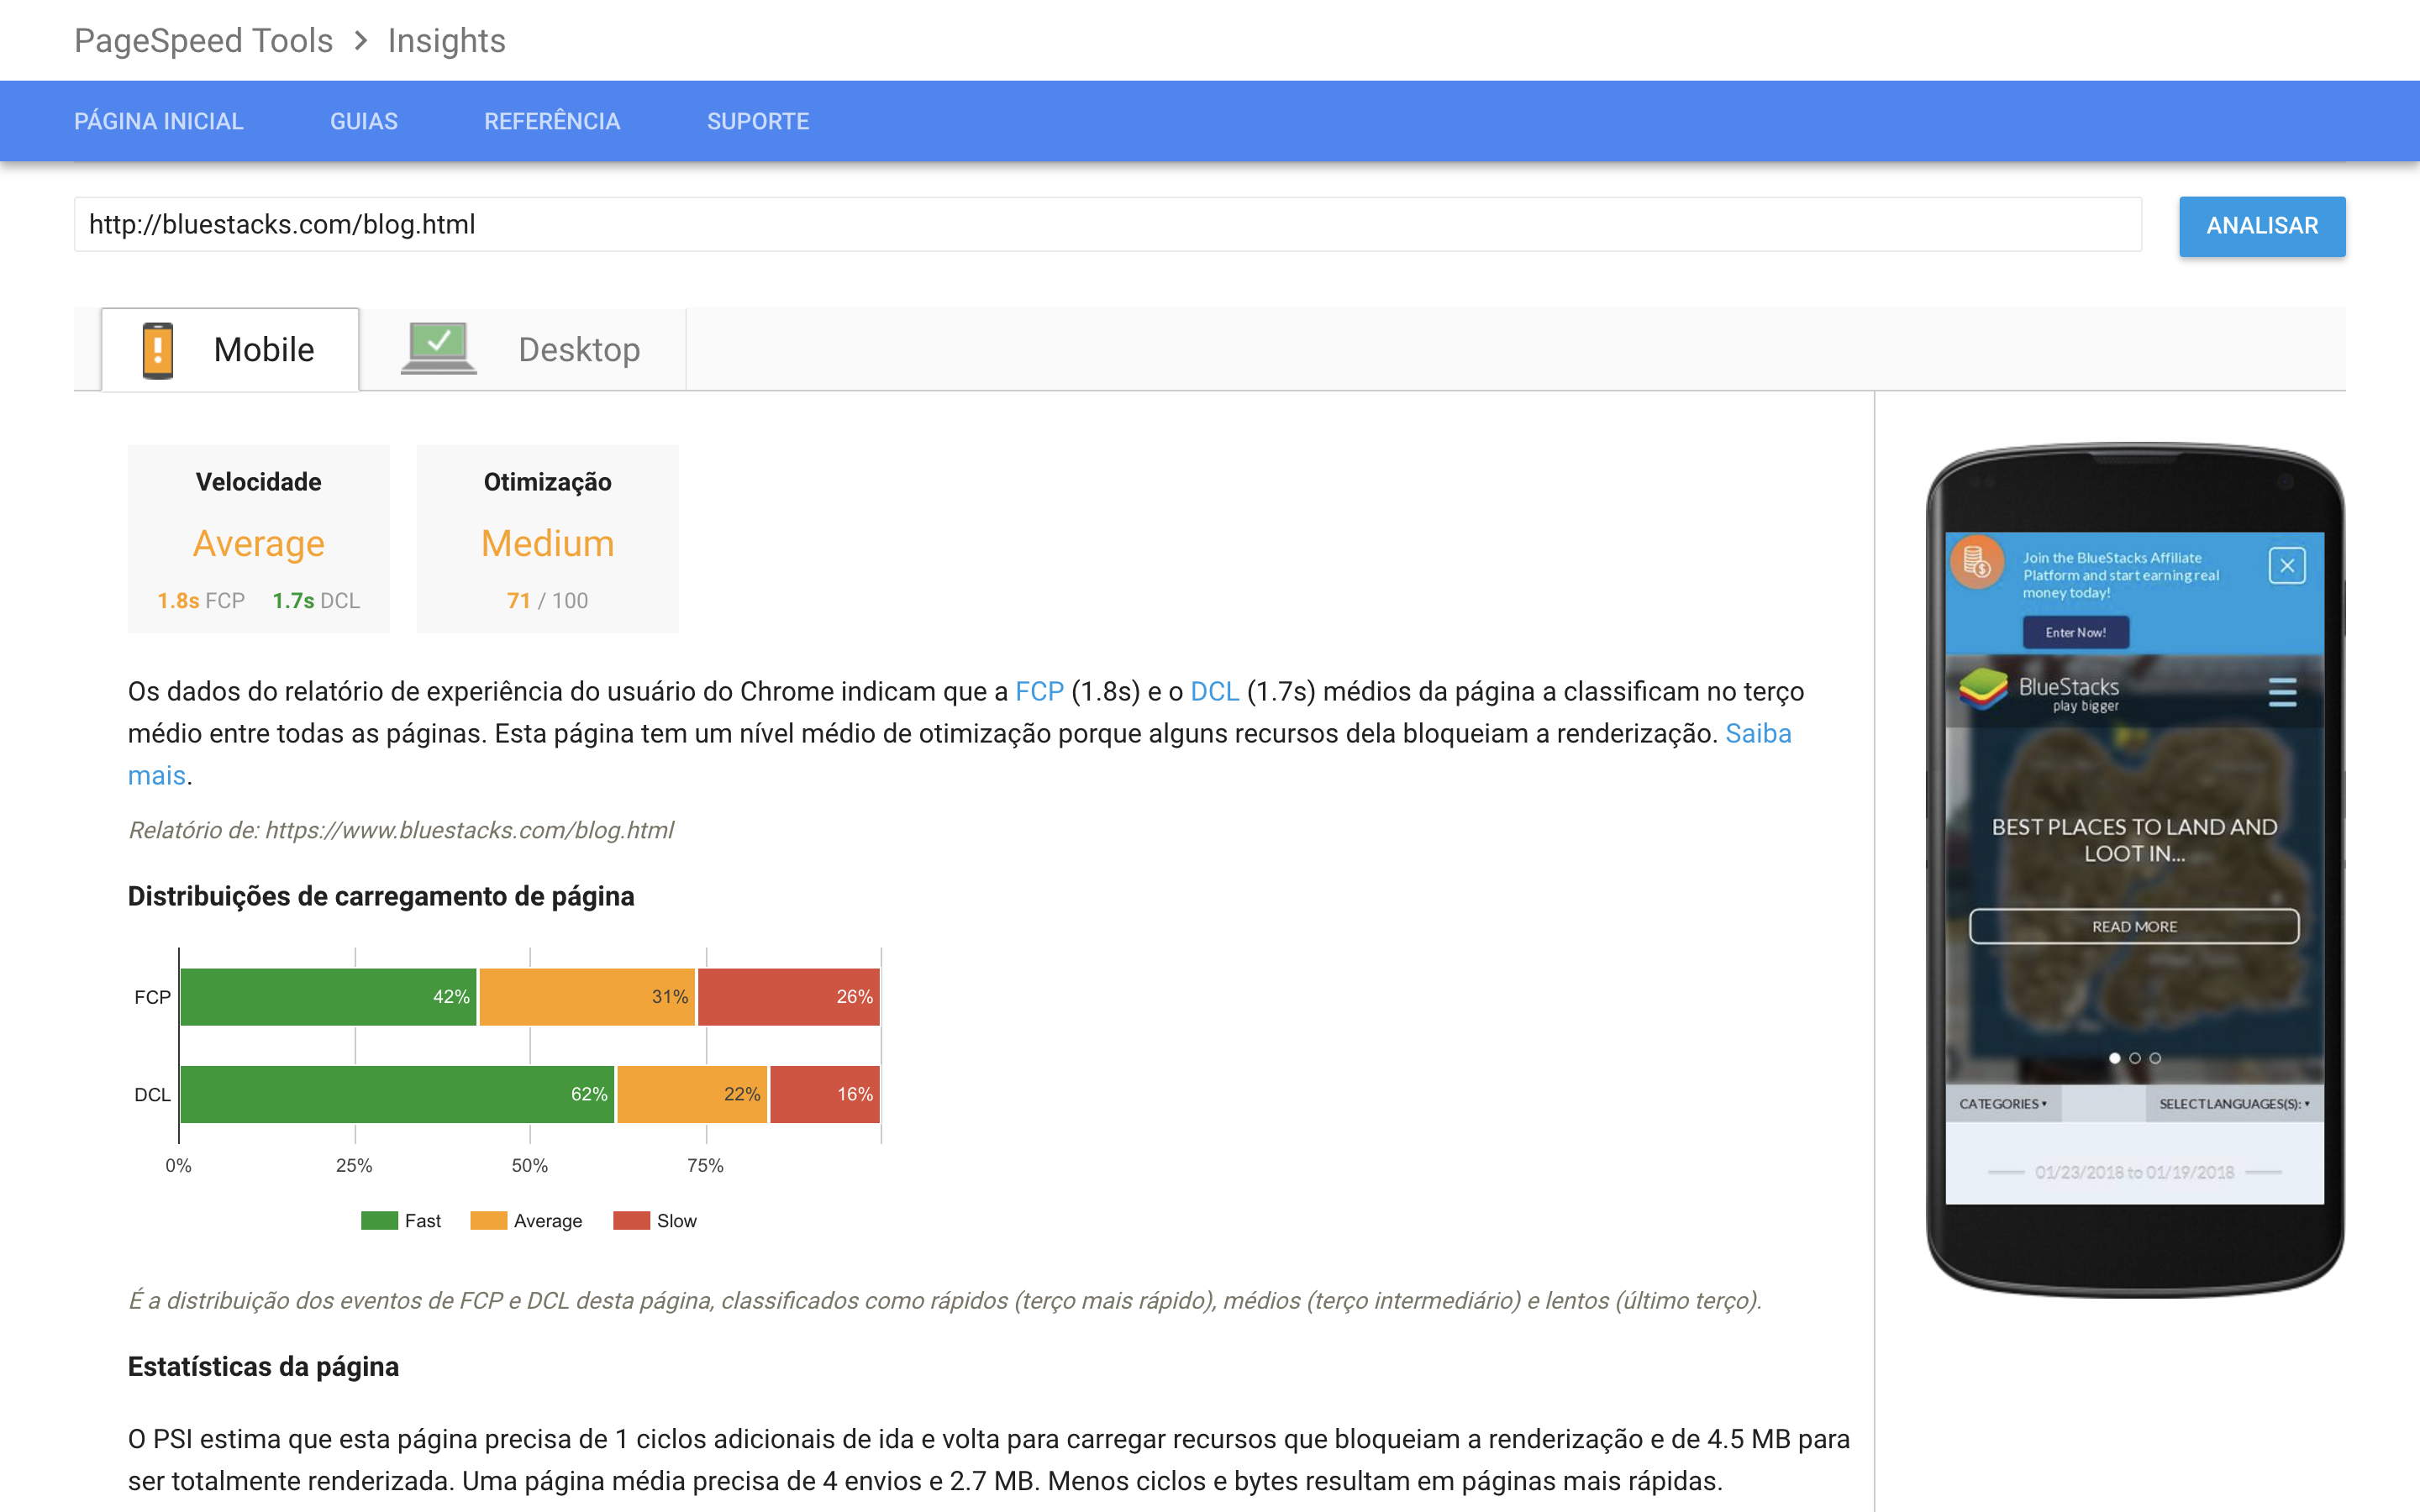 PageSpeed Tools > Insights
PÁGINA INICIAL GUIAS REFERÊNCIA SUPORTE
http://bluestacks.com/blog.html ANALISAR
Mobile Desktop
Velocidade
Average
1.8s FCP 1.7s DCL
Otimização
Medium
71 / 100
Os dados do relatório de experiência do usuário do Chrome indicam que a FCP (1.8s) e o DCL (1.7s) médios da página a classificam no terço
médio entre todas as páginas. Esta página tem um nível médio de otimização porque alguns recursos dela bloqueiam a renderização. Saiba
mais.
Relatório de: https://www.bluestacks.com/blog.html
Distribuições de carregamento de página
FCP 42% 31% 26%
DCL 62% 22% 16%
0% 25% 50% 75%
Fast Average Slow
É a distribuição dos eventos de FCP e DCL desta página, classificados como rápidos (terço mais rápido), médios (terço intermediário) e lentos (último terço).
Estatísticas da página
O PSI estima que esta página precisa de 1 ciclos adicionais de ida e volta para carregar recursos que bloqueiam a renderização e de 4.5 MB para
ser totalmente renderizada. Uma página média precisa de 4 envios e 2.7 MB. Menos ciclos e bytes resultam em páginas mais rápidas.
Join the BlueStacks Affiliate
Platform and start earning real
money today!
Enter Now!
BlueStacks
play bigger
BEST PLACES TO LAND AND
LOOT IN...
READ MORE
CATEGORIES SELECT LANGUAGES(S):
01/23/2018 to 01/19/2018